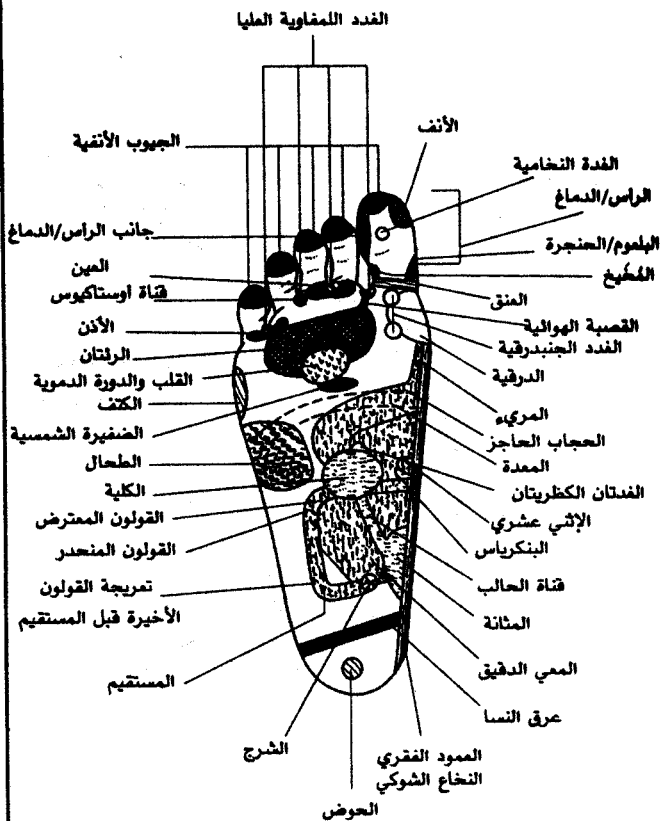 الغدد اللمفاوية العليا
الأنف
الجيوب الأنفية
الغدة النخامية
الرأس/الدماغ
جانب الرأس/الدماغ
البلعوم/الحنجرة
العين
المُخَيخ
قناة أوستاكيوس
العنق
الأذن
القصبة الهوائية
الغدد الجنبدرقية
الرئتان
القلب والدورة الدموية
الدرقية
الكتف
المريء
الضفيرة الشمسية
الحجاب الحاجز
الطحال
المعدة
الكلية
الغدتان الكظريتان
القولون المعترض
الإثني عشري
القولون المنحدر
البنكرياس
تعريجة القولون
الأخيرة قبل المستقيم
قناة الحالب
المثانة
المستقيم
المعي الدقيق
عرق النسا
الشرج
العمود الفقري
النخاع الشوكي
الحوض